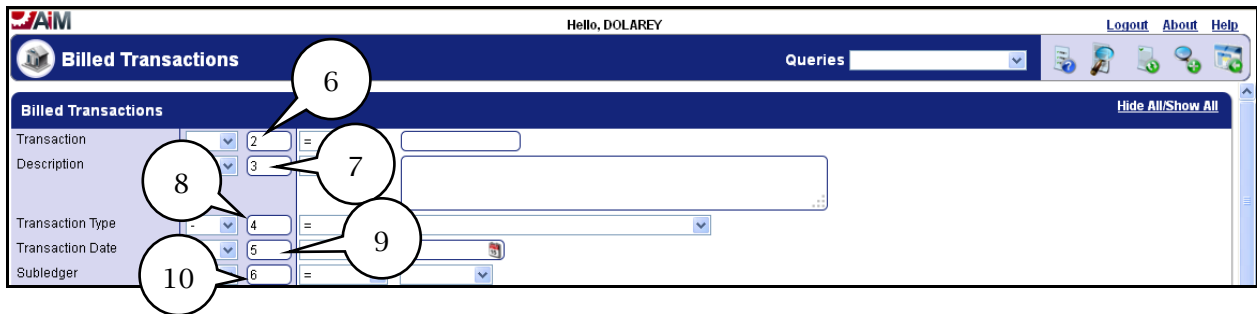 AiM Hello, DOLAREY Logout About Help
Billed Transactions Queries
6
Billed Transactions Hide All/Show All
Transaction 2 =
Description 3 7
8
Transaction Type - 4 =
Transaction Date 5 9
Subledger 6 =
10